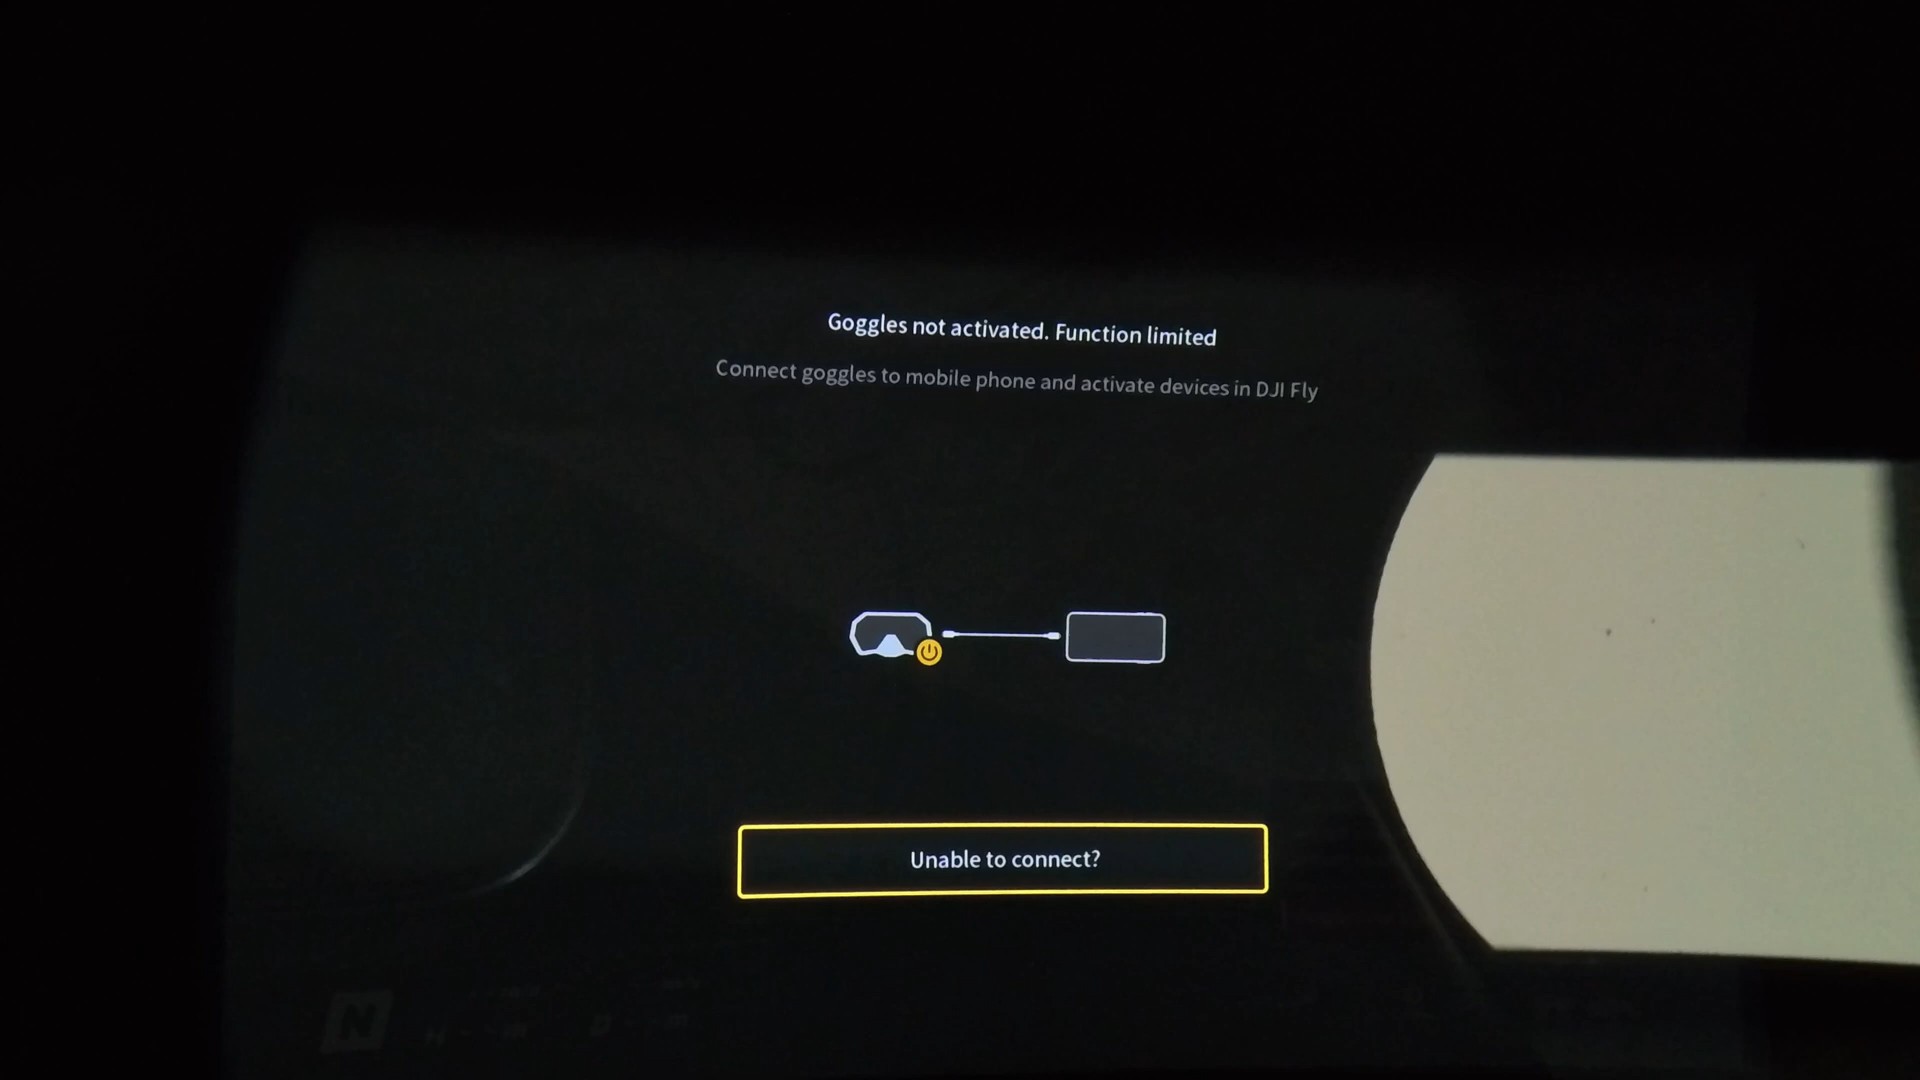 Goggles not activated. Function limited
Connect goggles to mobile phone and activate devices in DJI Fly
Unable to connect?
N